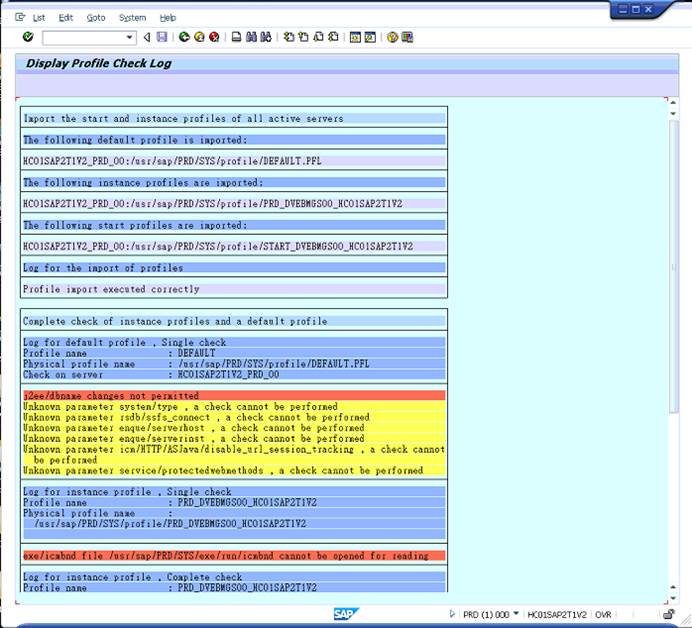 List Edit Goto System Help
Display Profile Check Log
Import the start and instance profiles of all active servers
The following default profile is imported:
HC01SAP2T1V2_PRD_00:/usr/sap/PRD/SYS/profile/DEFAULT.PFL
The following instance profiles are imported:
HC01SAP2T1V2_PRD_00:/usr/sap/PRD/SYS/profile/PRD_DVEBMGS00_HC01SAP2T1V2
The following start profiles are imported:
HC01SAP2T1V2_PRD_00:/usr/sap/PRD/SYS/profile/START_DVEBMGS00_HC01SAP2T1V2
Log for the import of profiles
Profile import executed correctly
Complete check of instance profiles and a default profile
Log for default profile , Single check
Profile name : DEFAULT
Physical profile name : /usr/sap/PRD/SYS/profile/DEFAULT.PFL
Check on server : HC01SAP2T1V2_PRD_00
j2ee/dbname changes not permitted
Unknown parameter system/type , a check cannot be performed
Unknown parameter rsdb/ssfs_connect , a check cannot be performed
Unknown parameter enque/serverhost , a check cannot be performed
Unknown parameter enque/serverinst , a check cannot be performed
Unknown parameter icm/HTTP/ASJava/disable_url_session_tracking , a check cannot
be performed
Unknown parameter service/protectedwebmethods , a check cannot be performed
Log for instance profile , Single check
Profile name : PRD_DVEBMGS00_HC01SAP2T1V2
Physical profile name :
/usr/sap/PRD/SYS/profile/PRD_DVEBMGS00_HC01SAP2T1V2
exe/icmbnd file /usr/sap/PRD/SYS/exe/run/icmbnd cannot be opened for reading
Log for instance profile , Complete check
Profile name : PRD_DVEBMGS00_HC01SAP2T1V2
SAP PRD (1) 000 HC01SAP2T1V2 OVR